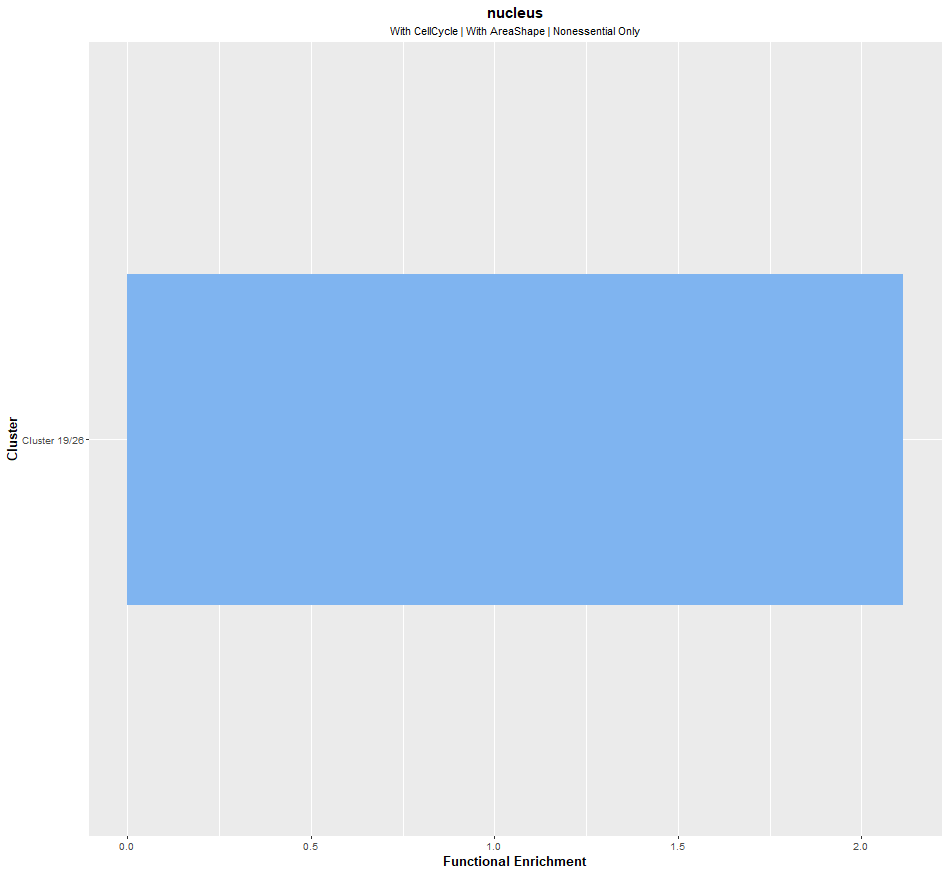 nucleus
With CellCycle | With AreaShape | Nonessential Only
Cluster
Cluster 19/26
0.0 0.5 1.0 1.5 2.0
Functional Enrichment